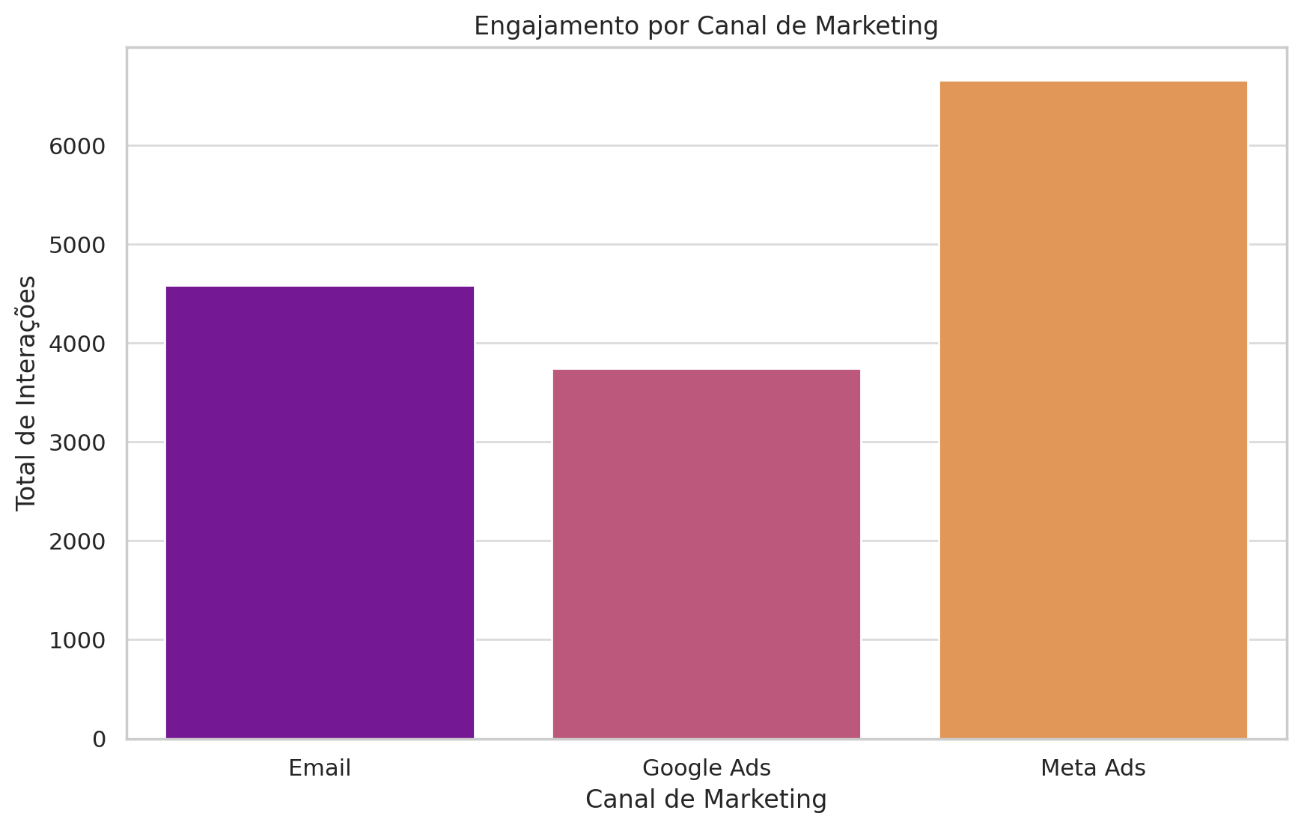 Engajamento por Canal de Marketing
Total de Interações
6000
5000
4000
3000
2000
1000
0
Email
Google Ads
Meta Ads
Canal de Marketing